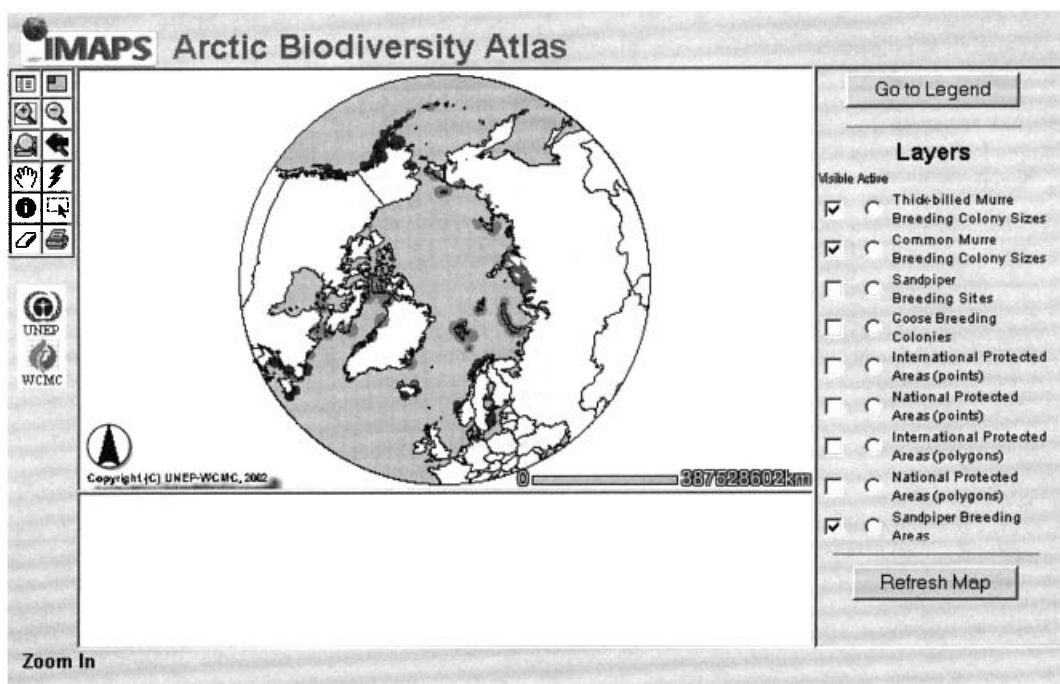 IMAPS Arctic Biodiversity Atlas
UNEP
WCMC
Copyright (C) UNEP-WCMC, 2002
0 387528602km
Go to Legend
Layers
Visible Active
Thick-billed Murre
Breeding Colony Sizes
Common Murre
Breeding Colony Sizes
Sandpiper
Breeding Sites
Goose Breeding
Colonies
International Protected
Areas (points)
National Protected
Areas (points)
International Protected
Areas (polygons)
National Protected
Areas (polygons)
Sandpiper Breeding
Areas
Refresh Map
Zoom In